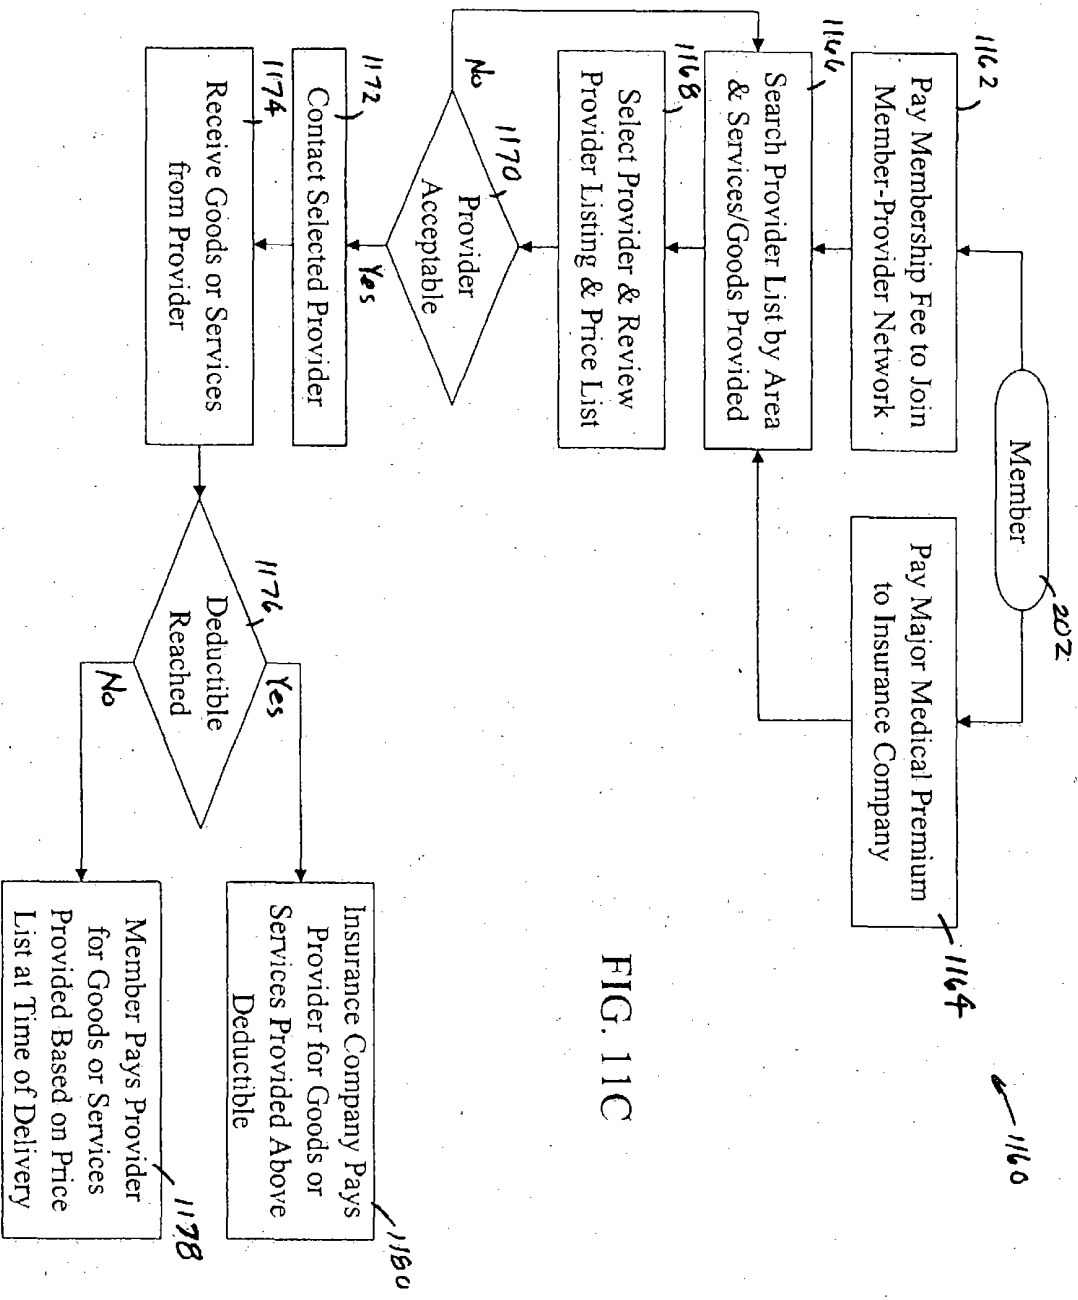 Member
202
1160
1162
Pay Membership Fee to Join
Member-Provider Network
Pay Major Medical Premium
to Insurance Company
1164
1166
Search Provider List by Area
& Services/Goods Provided
1168
Select Provider & Review
Provider Listing & Price List
FIG. 11C
No
1170
Provider
Acceptable
Yes
1172
Contact Selected Provider
1174
Receive Goods or Services
from Provider
1176
Deductible
Reached
Yes
No
Insurance Company Pays
Provider for Goods or
Services Provided Above
Deductible
1180
Member Pays Provider
for Goods or Services
Provided Based on Price
List at Time of Delivery
1178